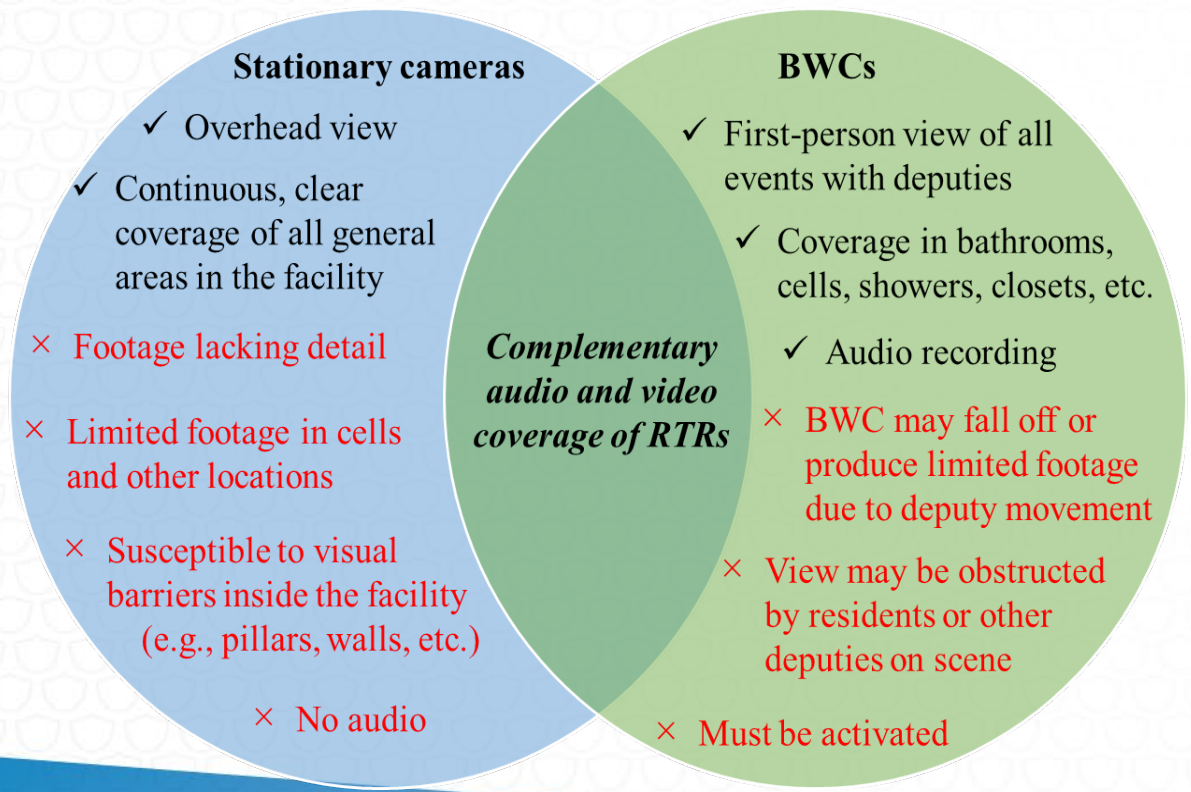 Stationary cameras
✓ Overhead view
✓ Continuous, clear
coverage of all general
areas in the facility
× Footage lacking detail
× Limited footage in cells
and other locations
× Susceptible to visual
barriers inside the facility
(e.g., pillars, walls, etc.)
× No audio
Complementary
audio and video
coverage of RTRs
BWCs
✓ First-person view of all
events with deputies
✓ Coverage in bathrooms,
cells, showers, closets, etc.
✓ Audio recording
× BWC may fall off or
produce limited footage
due to deputy movement
× View may be obstructed
by residents or other
deputies on scene
× Must be activated